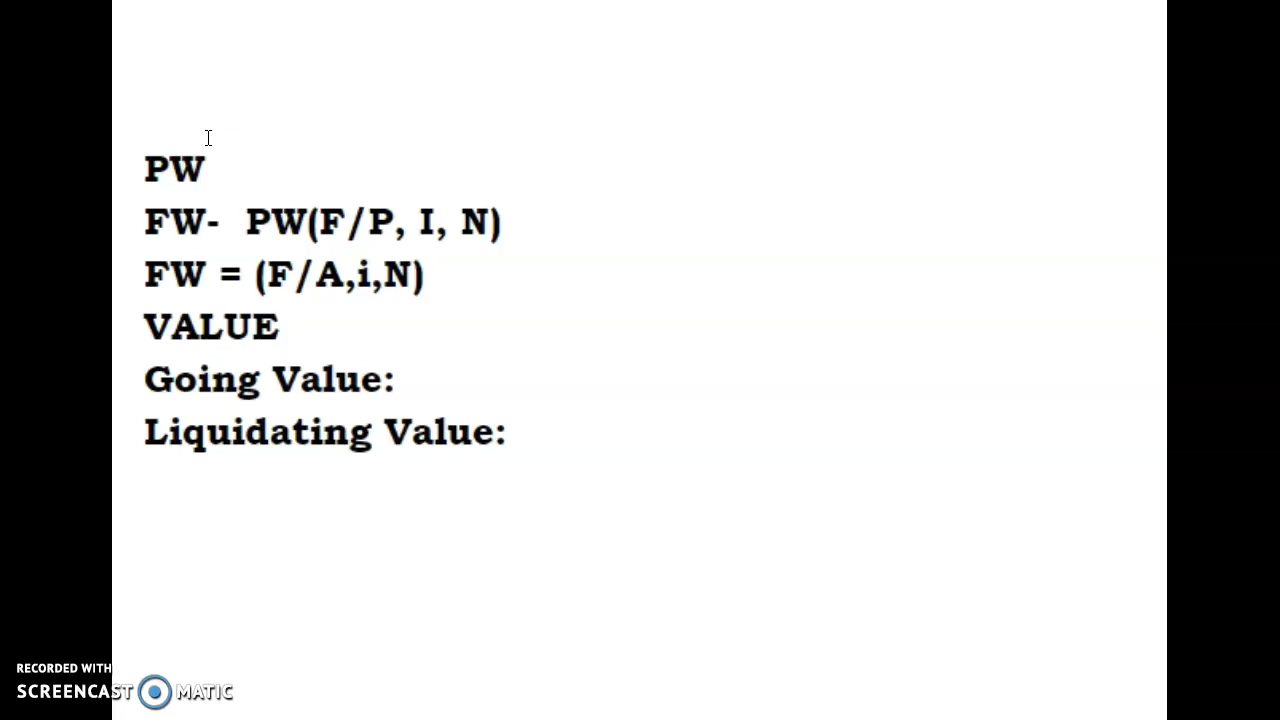 PW
FW-  PW(F/P, I, N)
FW = (F/A,i,N)
VALUE
Going Value:
Liquidating Value:
RECORDED WITH
SCREENCAST MATIC